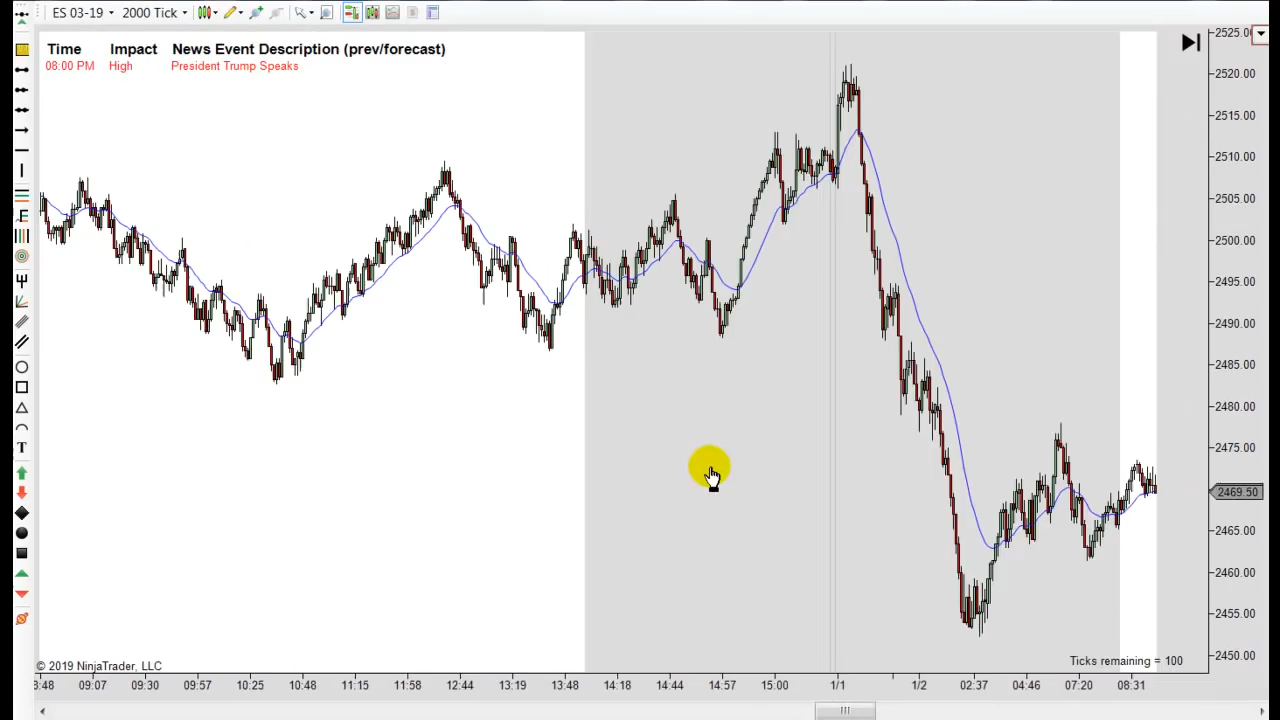 ES 03-19 2000 Tick
Time Impact News Event Description (prev/forecast)
08:00 PM High President Trump Speaks
2525.00
2520.00
2515.00
2510.00
2505.00
2500.00
2495.00
2490.00
2485.00
2480.00
2475.00
2469.50
2465.00
2460.00
2455.00
2450.00
T
Ticks remaining = 100
© 2019 NinjaTrader, LLC
8:48 09:07 09:30 09:57 10:25 10:48 11:15 11:58 12:44 13:19 13:48 14:18 14:44 14:57 15:00 1/1 1/2 02:37 04:46 07:20 08:31